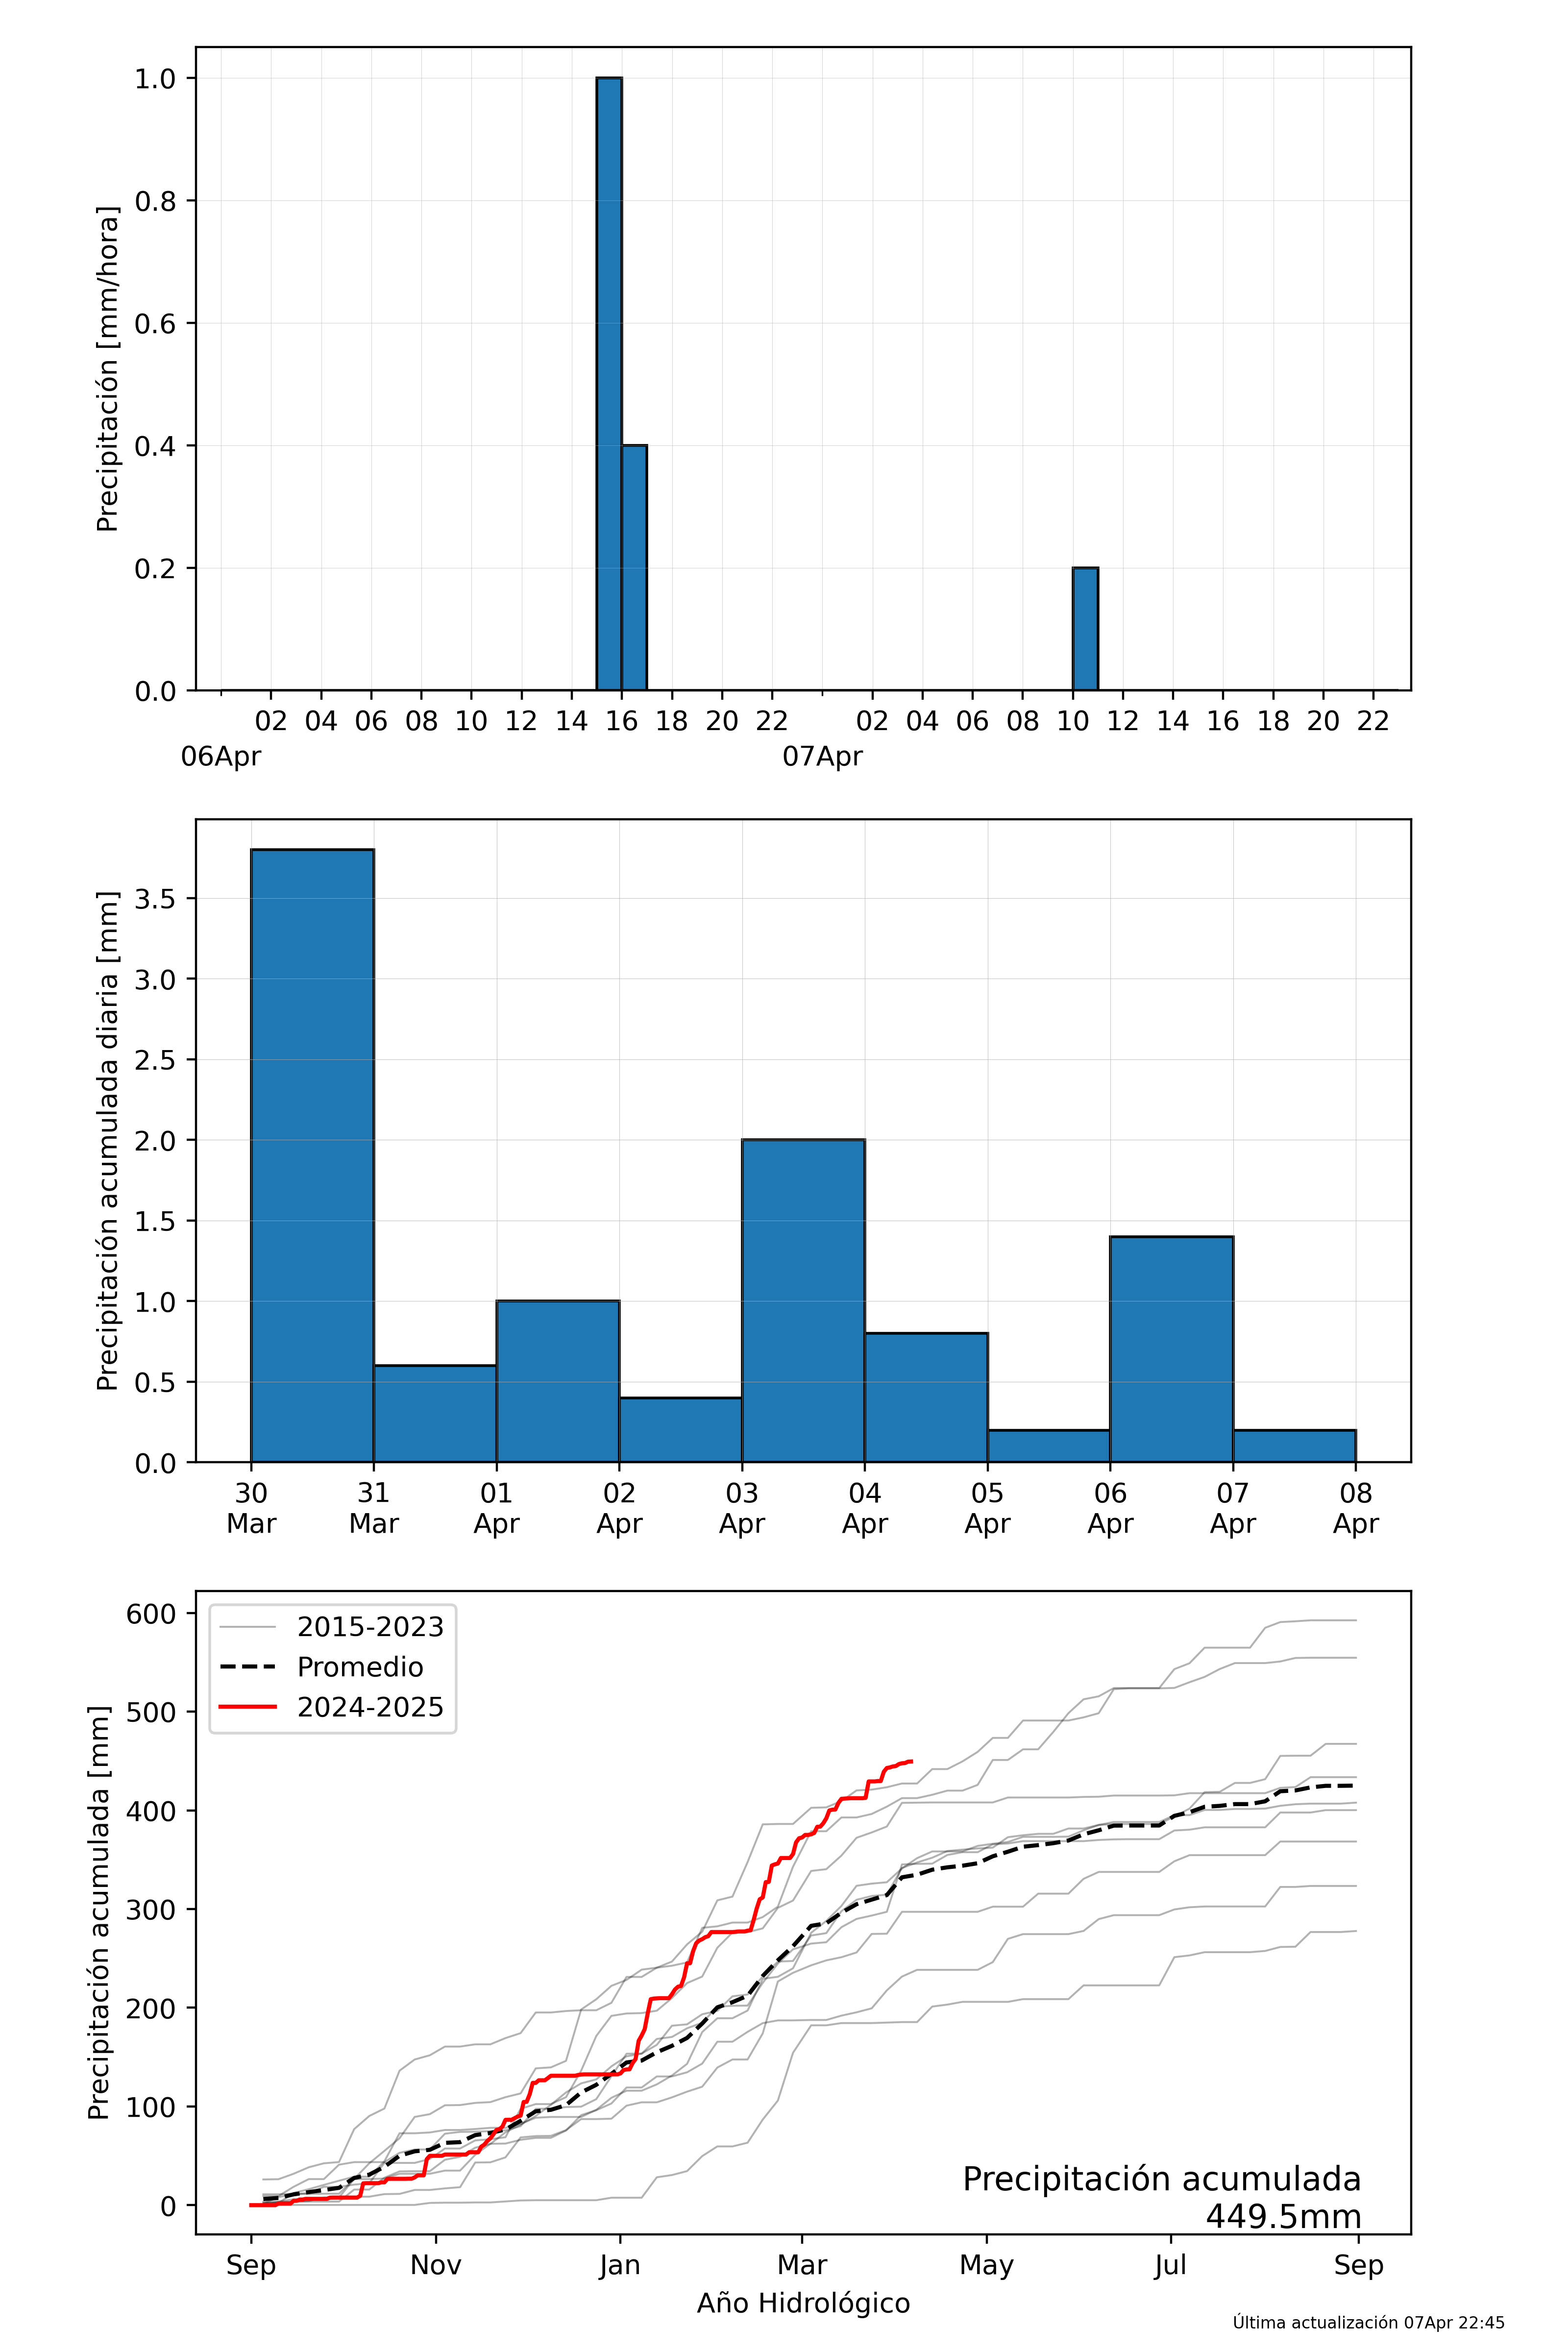 Precipitación [mm/hora]
1.0
0.8
0.6
0.4
0.2
0.0
02 04 06 08 10 12 14 16 18 20 22 02 04 06 08 10 12 14 16 18 20 22
06Apr 07Apr
Precipitación acumulada diaria [mm]
3.5
3.0
2.5
2.0
1.5
1.0
0.5
0.0
30 31 01 02 03 04 05 06 07 08
Mar Mar Apr Apr Apr Apr Apr Apr Apr Apr
Precipitación acumulada [mm]
600
500
400
300
200
100
0
2015-2023
Promedio
2024-2025
Precipitación acumulada
449.5mm
Sep Nov Jan Mar May Jul Sep
Año Hidrológico
Última actualización 07Apr 22:45